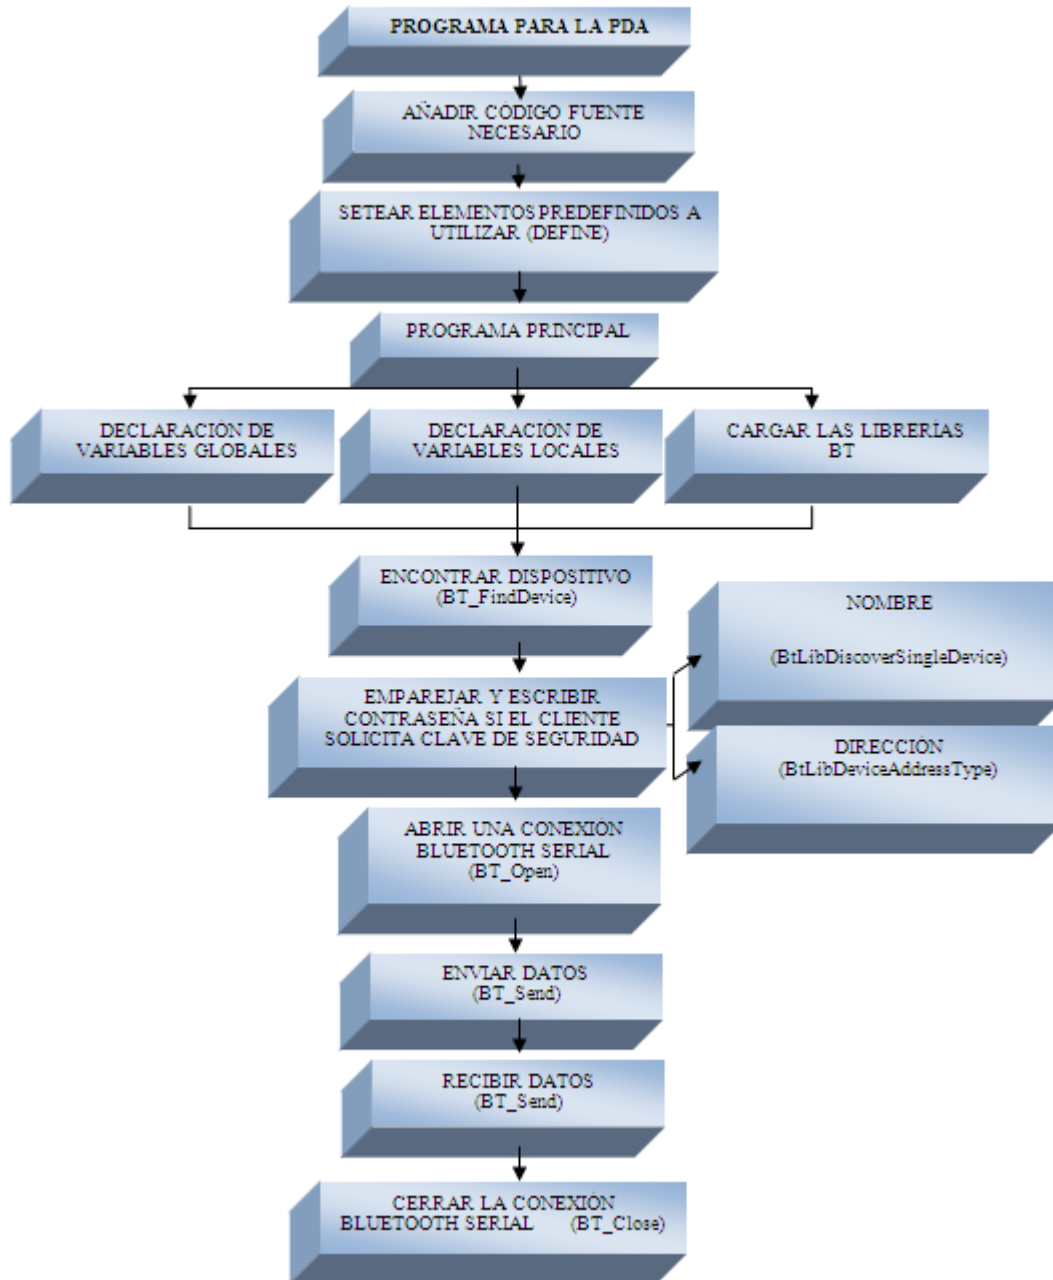 PROGRAMA PARA LA PDA
AÑADIR CÓDIGO FUENTE
NECESARIO
SETEAR ELEMENTOS PREDEFINIDOS A
UTILIZAR (DEFINE)
PROGRAMA PRINCIPAL
DECLARACIÓN DE
VARIABLES GLOBALES
DECLARACIÓN DE
VARIABLES LOCALES
CARGAR LAS LIBRERÍAS
BT
ENCONTRAR DISPOSITIVO
(BT_FindDevice)
EMPAREJAR Y ESCRIBIR
CONTRASEÑA SI EL CLIENTE
SOLICITA CLAVE DE SEGURIDAD
NOMBRE
(BtLibDiscoverSingleDevice)
DIRECCIÓN
(BtLibDeviceAddressType)
ABRIR UNA CONEXIÓN
BLUETOOTH SERIAL
(BT_Open)
ENVIAR DATOS
(BT_Send)
RECIBIR DATOS
(BT_Send)
CERRAR LA CONEXIÓN
BLUETOOTH SERIAL (BT_Close)